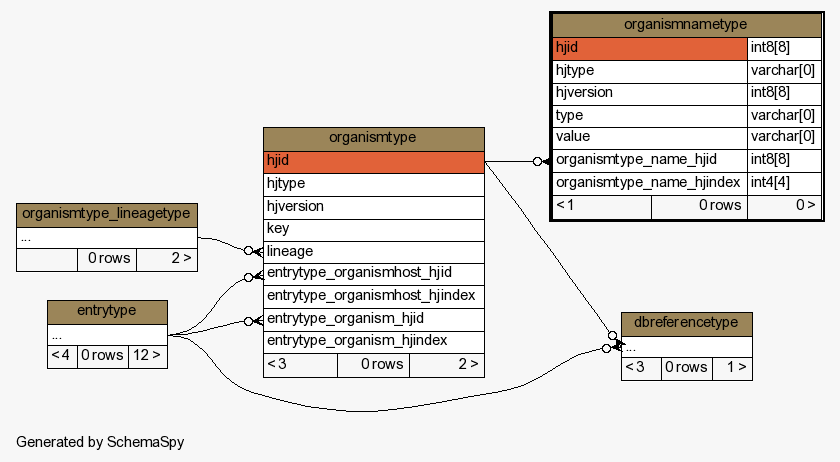 organismnametype
hjid int8[8]
hjtype varchar[0]
hjversion int8[8]
type varchar[0]
value varchar[0]
organismtype_name_hjid int8[8]
organismtype_name_hjindex int4[4]
< 1 0 rows 0 >
organismtype
hjid
hjtype
hjversion
key
lineage
entrytype_organismhost_hjid
entrytype_organismhost_hjindex
entrytype_organism_hjid
entrytype_organism_hjindex
< 3 0 rows 2 >
organismtype_lineagetype
...
0 rows 2 >
entrytype
...
< 4 0 rows 12 >
dbreferencetype
...
< 3 0 rows 1 >
Generated by SchemaSpy